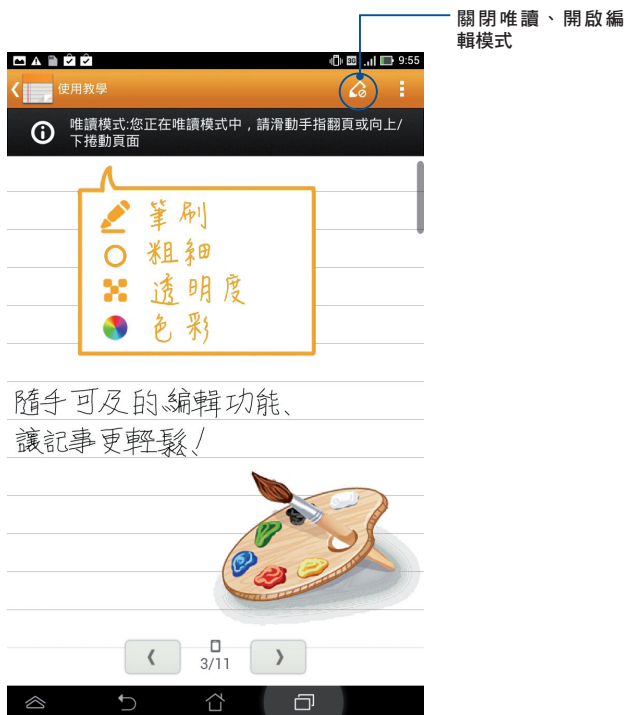 關閉唯讀、開啟編
輯模式
9:55
使用教學
唯讀模式:您正在唯讀模式中，請滑動手指翻頁或向上/
下捲動頁面
筆刷
粗細
透明度
色彩
隨手可及的編輯功能、
讓記事更輕鬆!
3/11